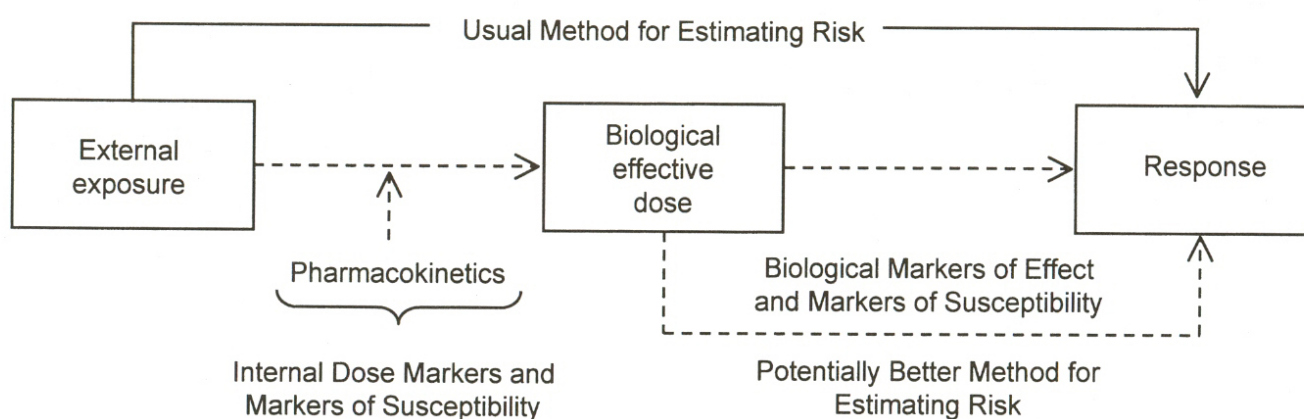 Usual Method for Estimating Risk
External
exposure
Biological
effective
dose
Response
Pharmacokinetics
Internal Dose Markers and
Markers of Susceptibility
Biological Markers of Effect
and Markers of Susceptibility
Potentially Better Method for
Estimating Risk